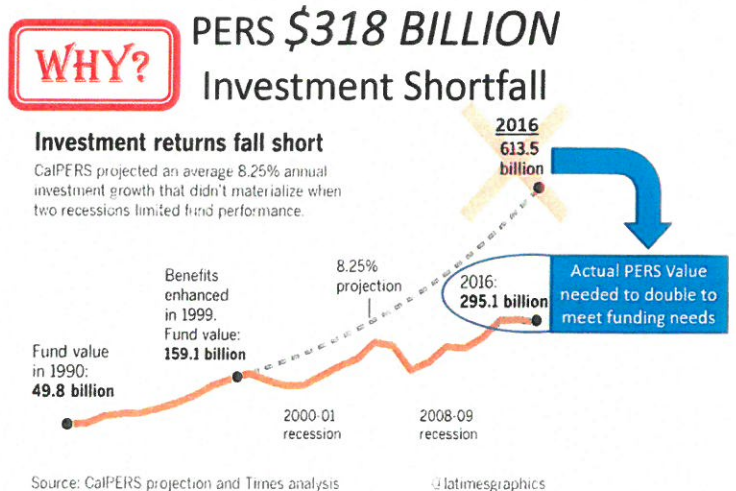 WHY?
PERS $318 BILLION
Investment Shortfall
Investment returns fall short
CalPERS projected an average 8.25% annual
investment growth that didn't materialize when
two recessions limited fund performance.
2016
613.5
billion
Actual PERS Value
needed to double to
meet funding needs
8.25%
projection
2016:
295.1 billion
Benefits
enhanced
in 1999.
Fund value:
159.1 billion
Fund value
in 1990:
49.8 billion
2000-01
recession
2008-09
recession
Source: CalPERS projection and Times analysis
@latimesgraphics